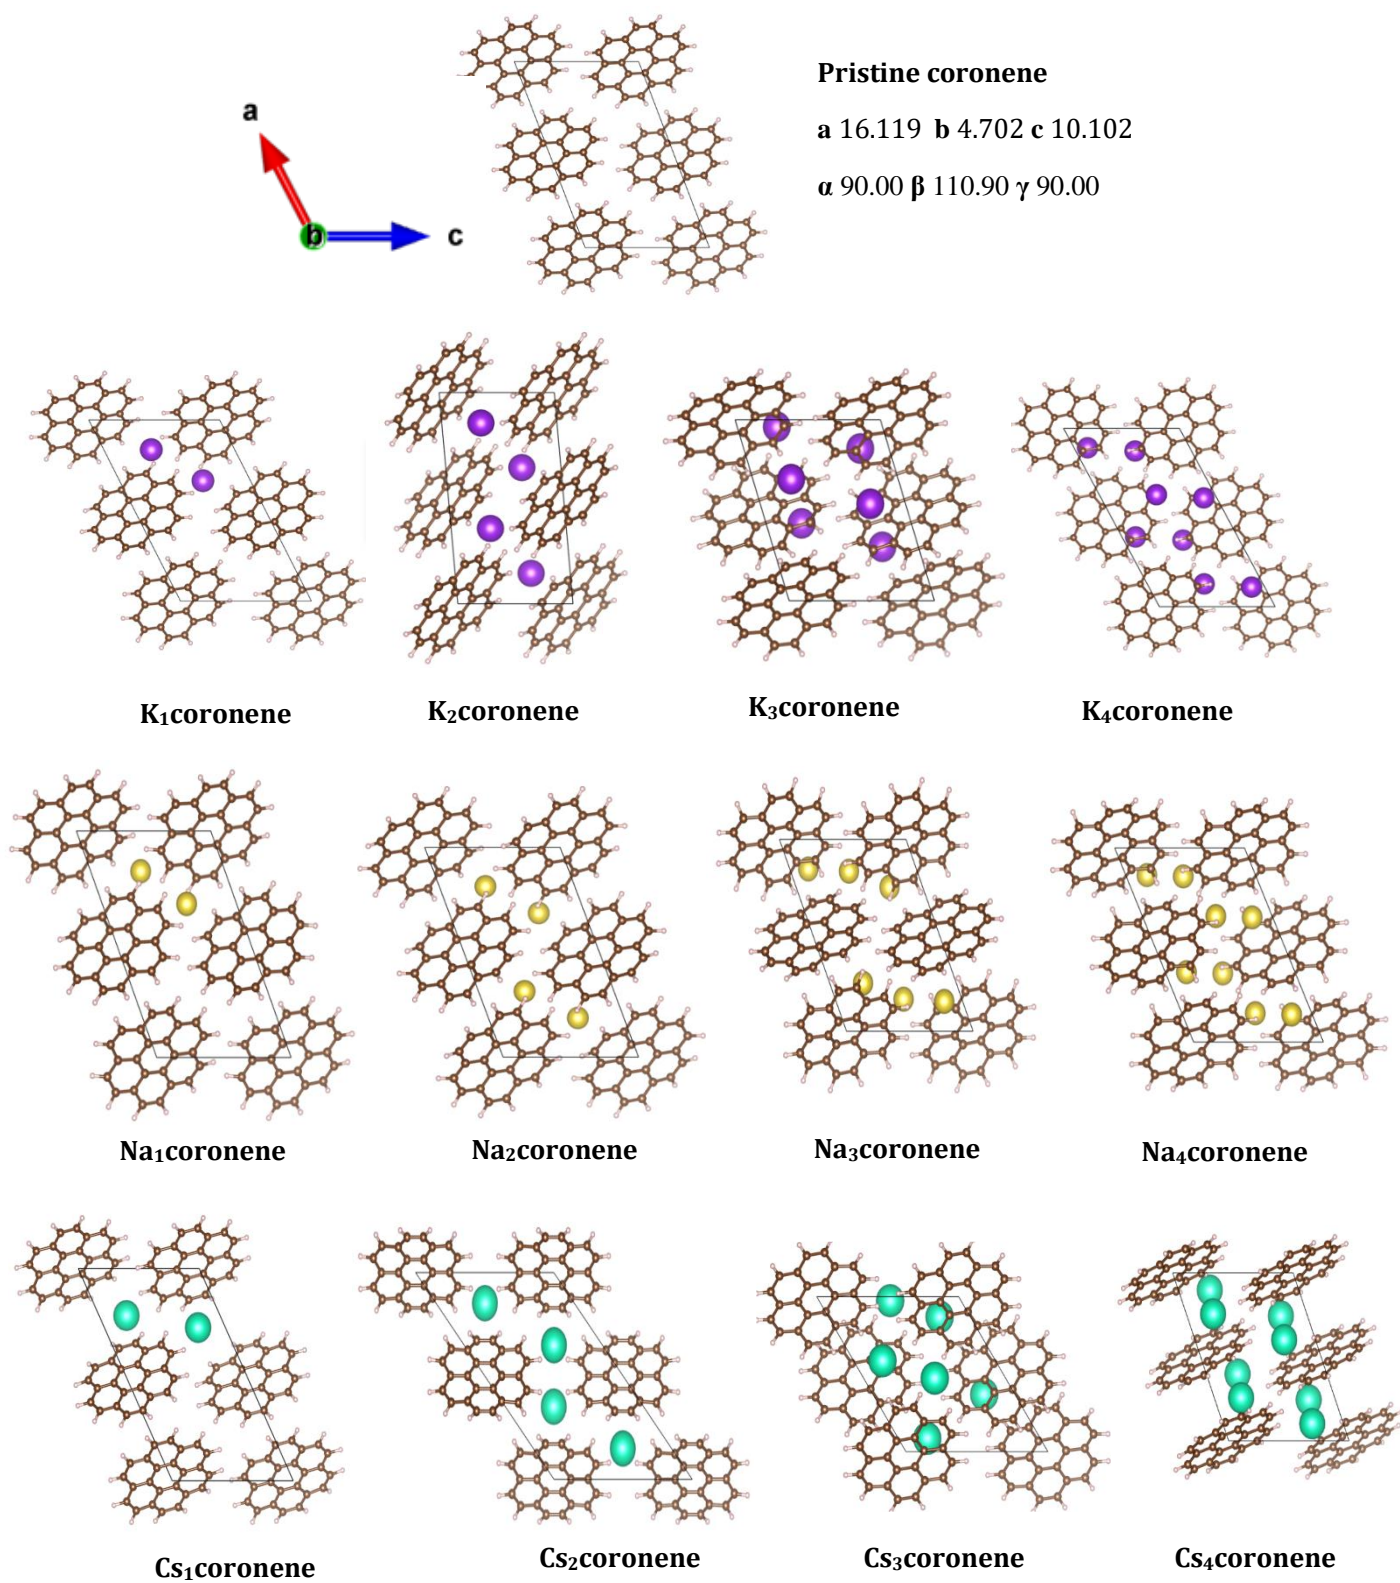 Pristine coronene
a 16.119 b 4.702 c 10.102
α 90.00 β 110.90 γ 90.00
a
b
c
K₁coronene
K₂coronene
K₃coronene
K₄coronene
Na₁coronene
Na₂coronene
Na₃coronene
Na₄coronene
Cs₁coronene
Cs₂coronene
Cs₃coronene
Cs₄coronene